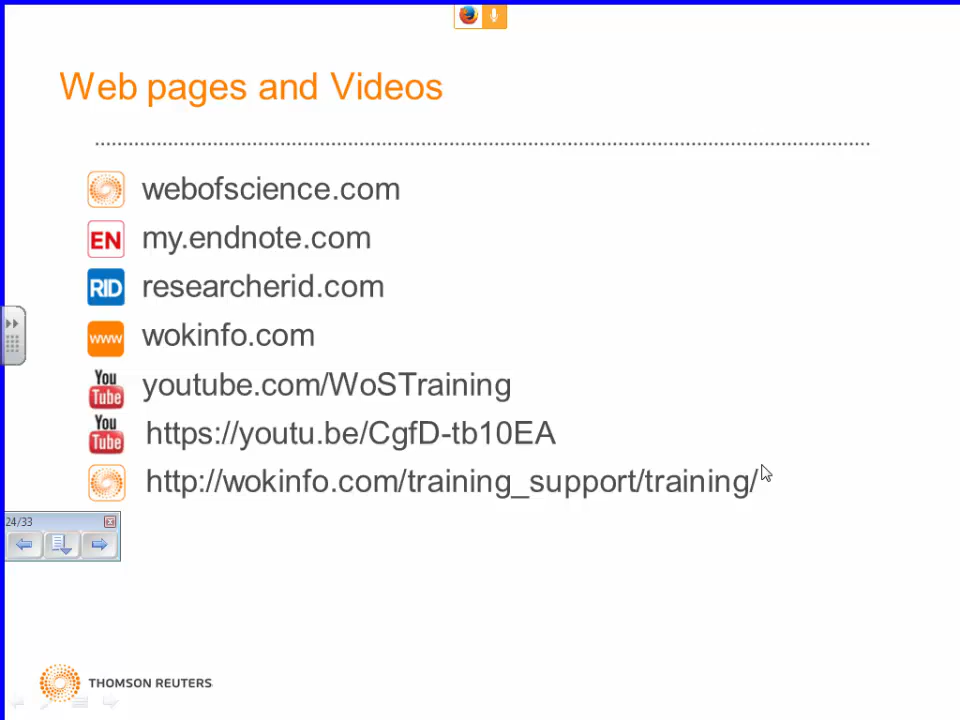 Web pages and Videos
webofscience.com
EN my.endnote.com
RID researcherid.com
www wokinfo.com
You Tube youtube.com/WoSTraining
You Tube https://youtu.be/CgfD-tb10EA
http://wokinfo.com/training_support/training/
24/33
THOMSON REUTERS